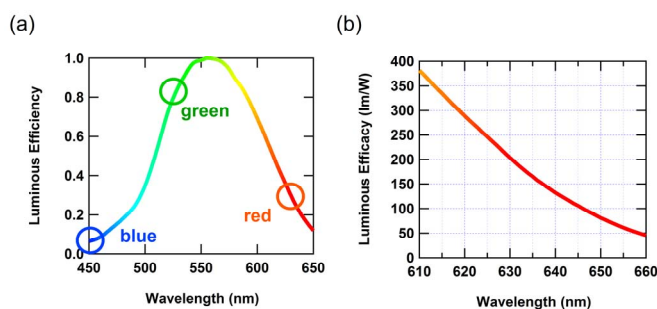 (a)
Luminous Efficiency
1.0
0.8
0.6
0.4
0.2
0.0
green
red
blue
450 500 550 600 650
Wavelength (nm)
(b)
Luminous Efficacy (lm/W)
400
350
300
250
200
150
100
50
610 620 630 640 650 660
Wavelength (nm)